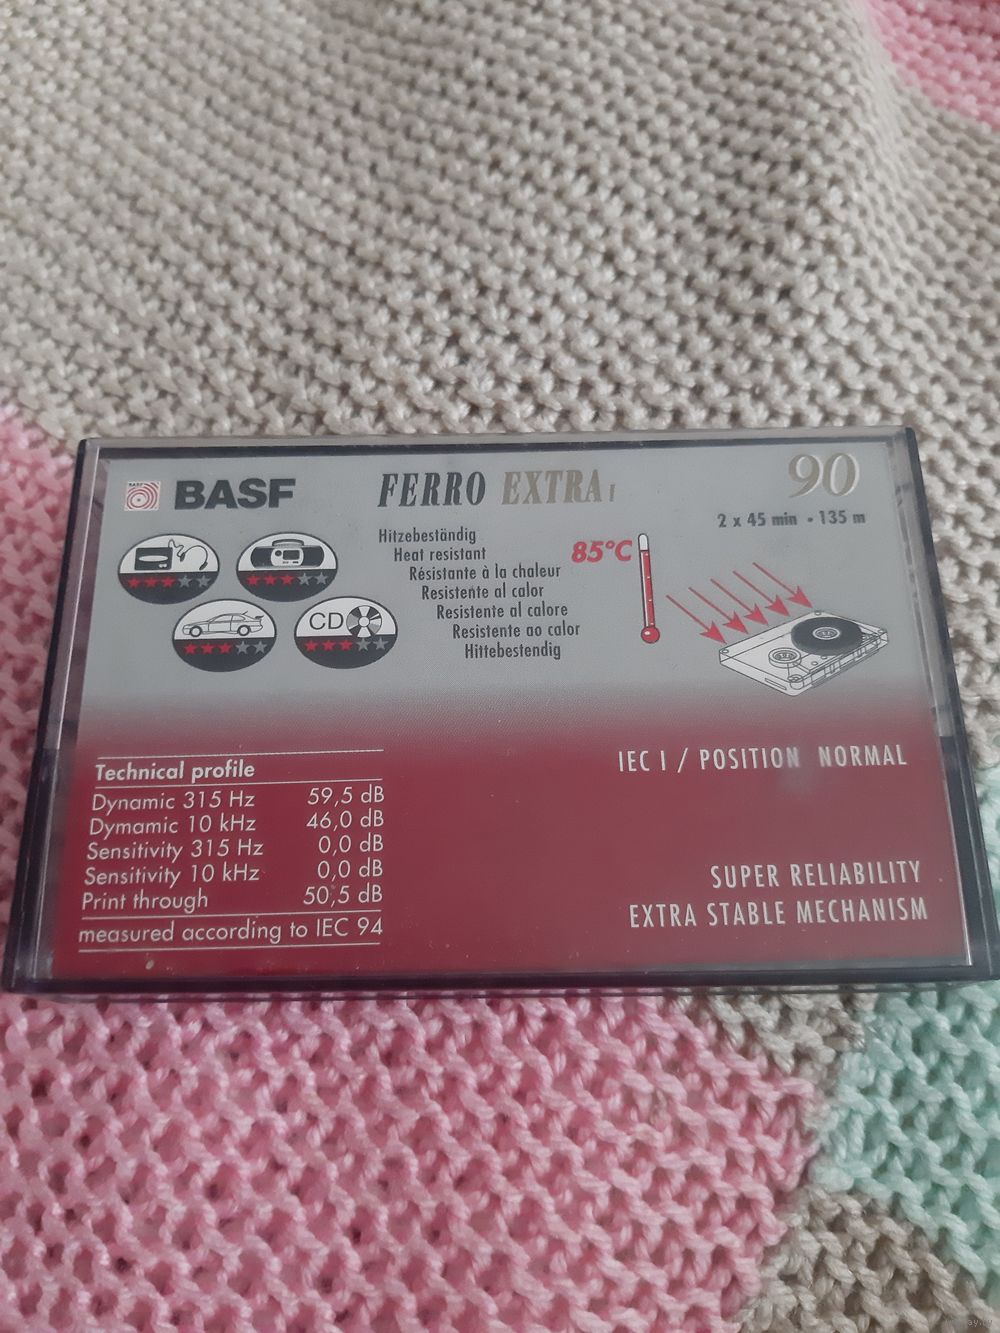 BASF
FERRO EXTRA I
90
2 x 45 min • 135 m
Hitzebeständig
Heat resistant
Résistante à la chaleur
Resistente al calor
Resistente al calore
Resistente ao calor
Hittebestendig
85°C
CD
Technical profile
Dynamic 315 Hz 59,5 dB
Dymamic 10 kHz 46,0 dB
Sensitivity 315 Hz 0,0 dB
Sensitivity 10 kHz 0,0 dB
Print through 50,5 dB
measured according to IEC 94
IEC I / POSITION NORMAL
SUPER RELIABILITY
EXTRA STABLE MECHANISM